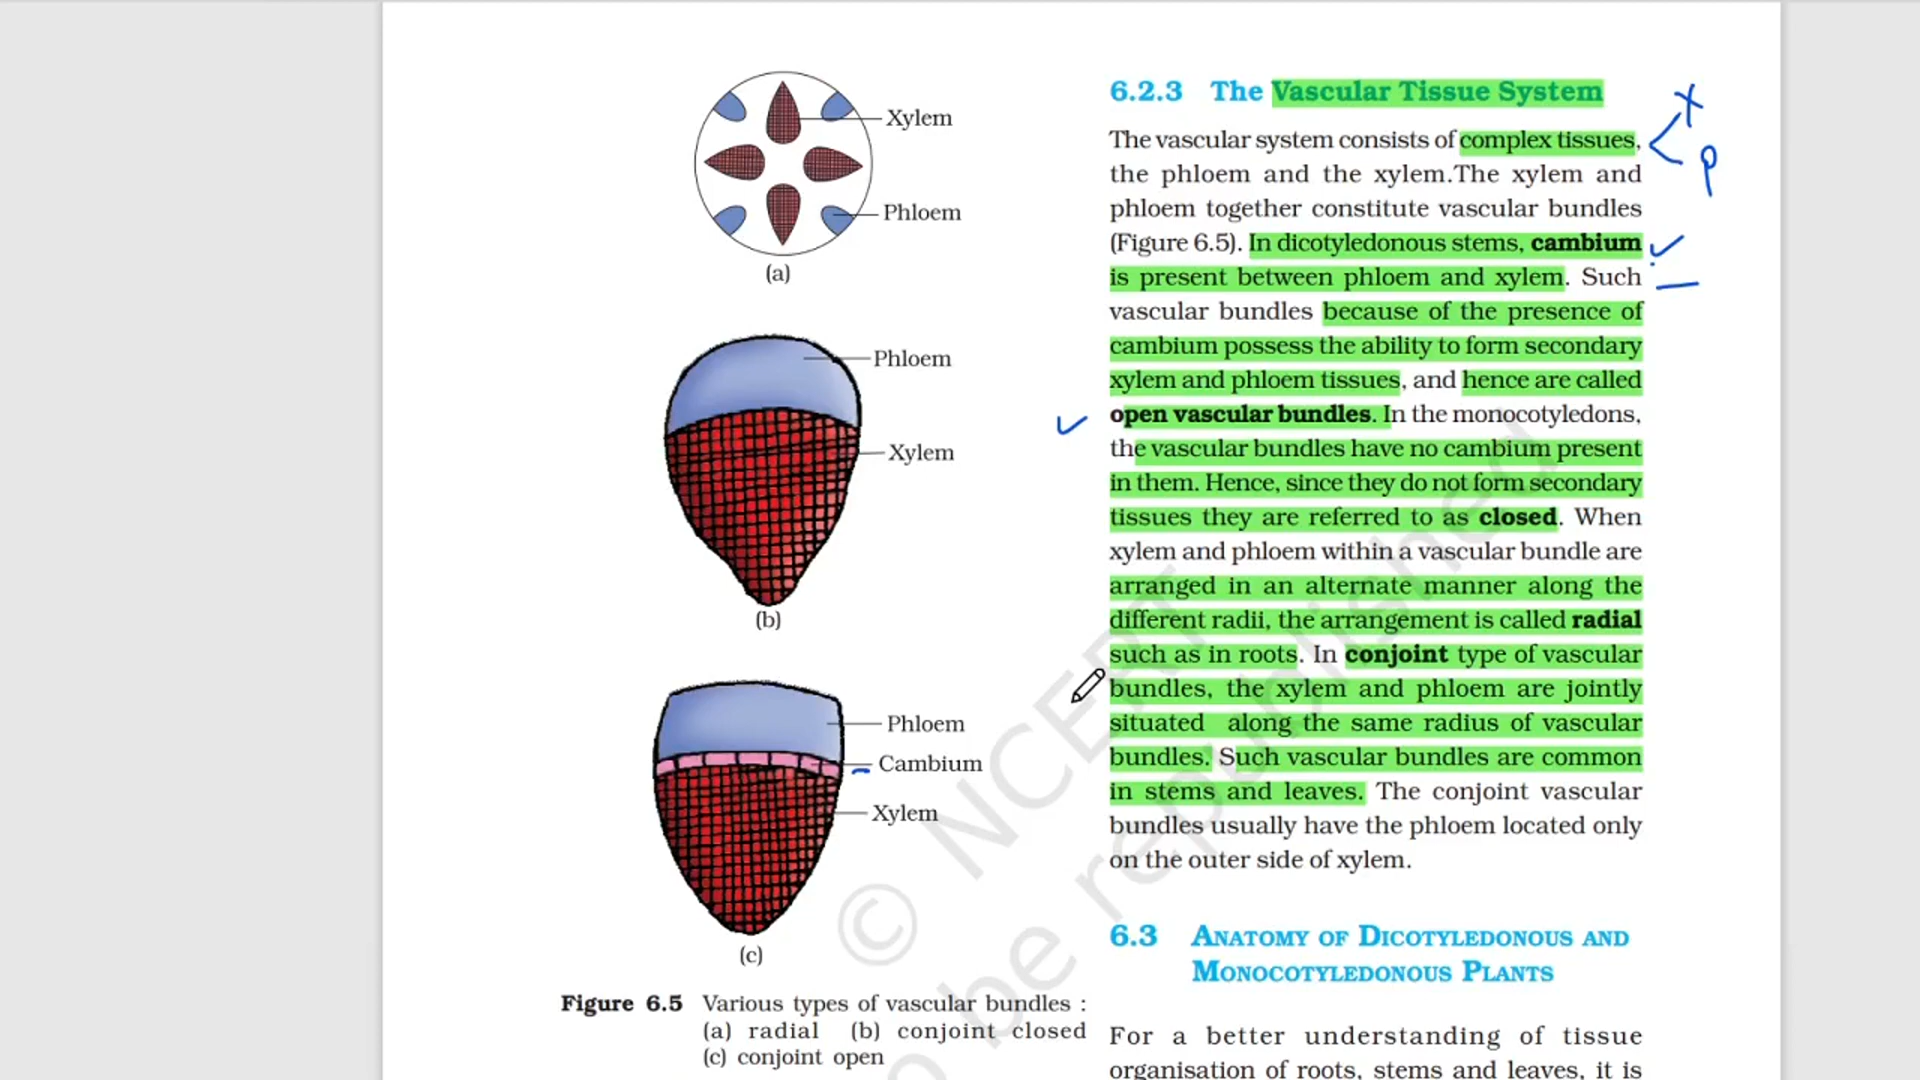 Xylem
Phloem
(a)
Phloem
Xylem
(b)
Phloem
Cambium
Xylem
(c)
Figure 6.5 Various types of vascular bundles :
(a) radial (b) conjoint closed
(c) conjoint open
6.2.3 The Vascular Tissue System
The vascular system consists of complex tissues,
the phloem and the xylem.The xylem and
phloem together constitute vascular bundles
(Figure 6.5). In dicotyledonous stems, cambium
is present between phloem and xylem. Such
vascular bundles because of the presence of
cambium possess the ability to form secondary
xylem and phloem tissues, and hence are called
open vascular bundles. In the monocotyledons,
the vascular bundles have no cambium present
in them. Hence, since they do not form secondary
tissues they are referred to as closed. When
xylem and phloem within a vascular bundle are
arranged in an alternate manner along the
different radii, the arrangement is called radial
such as in roots. In conjoint type of vascular
bundles, the xylem and phloem are jointly
situated along the same radius of vascular
bundles. Such vascular bundles are common
in stems and leaves. The conjoint vascular
bundles usually have the phloem located only
on the outer side of xylem.
6.3 ANATOMY OF DICOTYLEDONOUS AND
MONOCOTYLEDONOUS PLANTS
For a better understanding of tissue
organisation of roots, stems and leaves, it is
X
P
© NCERT
be republished